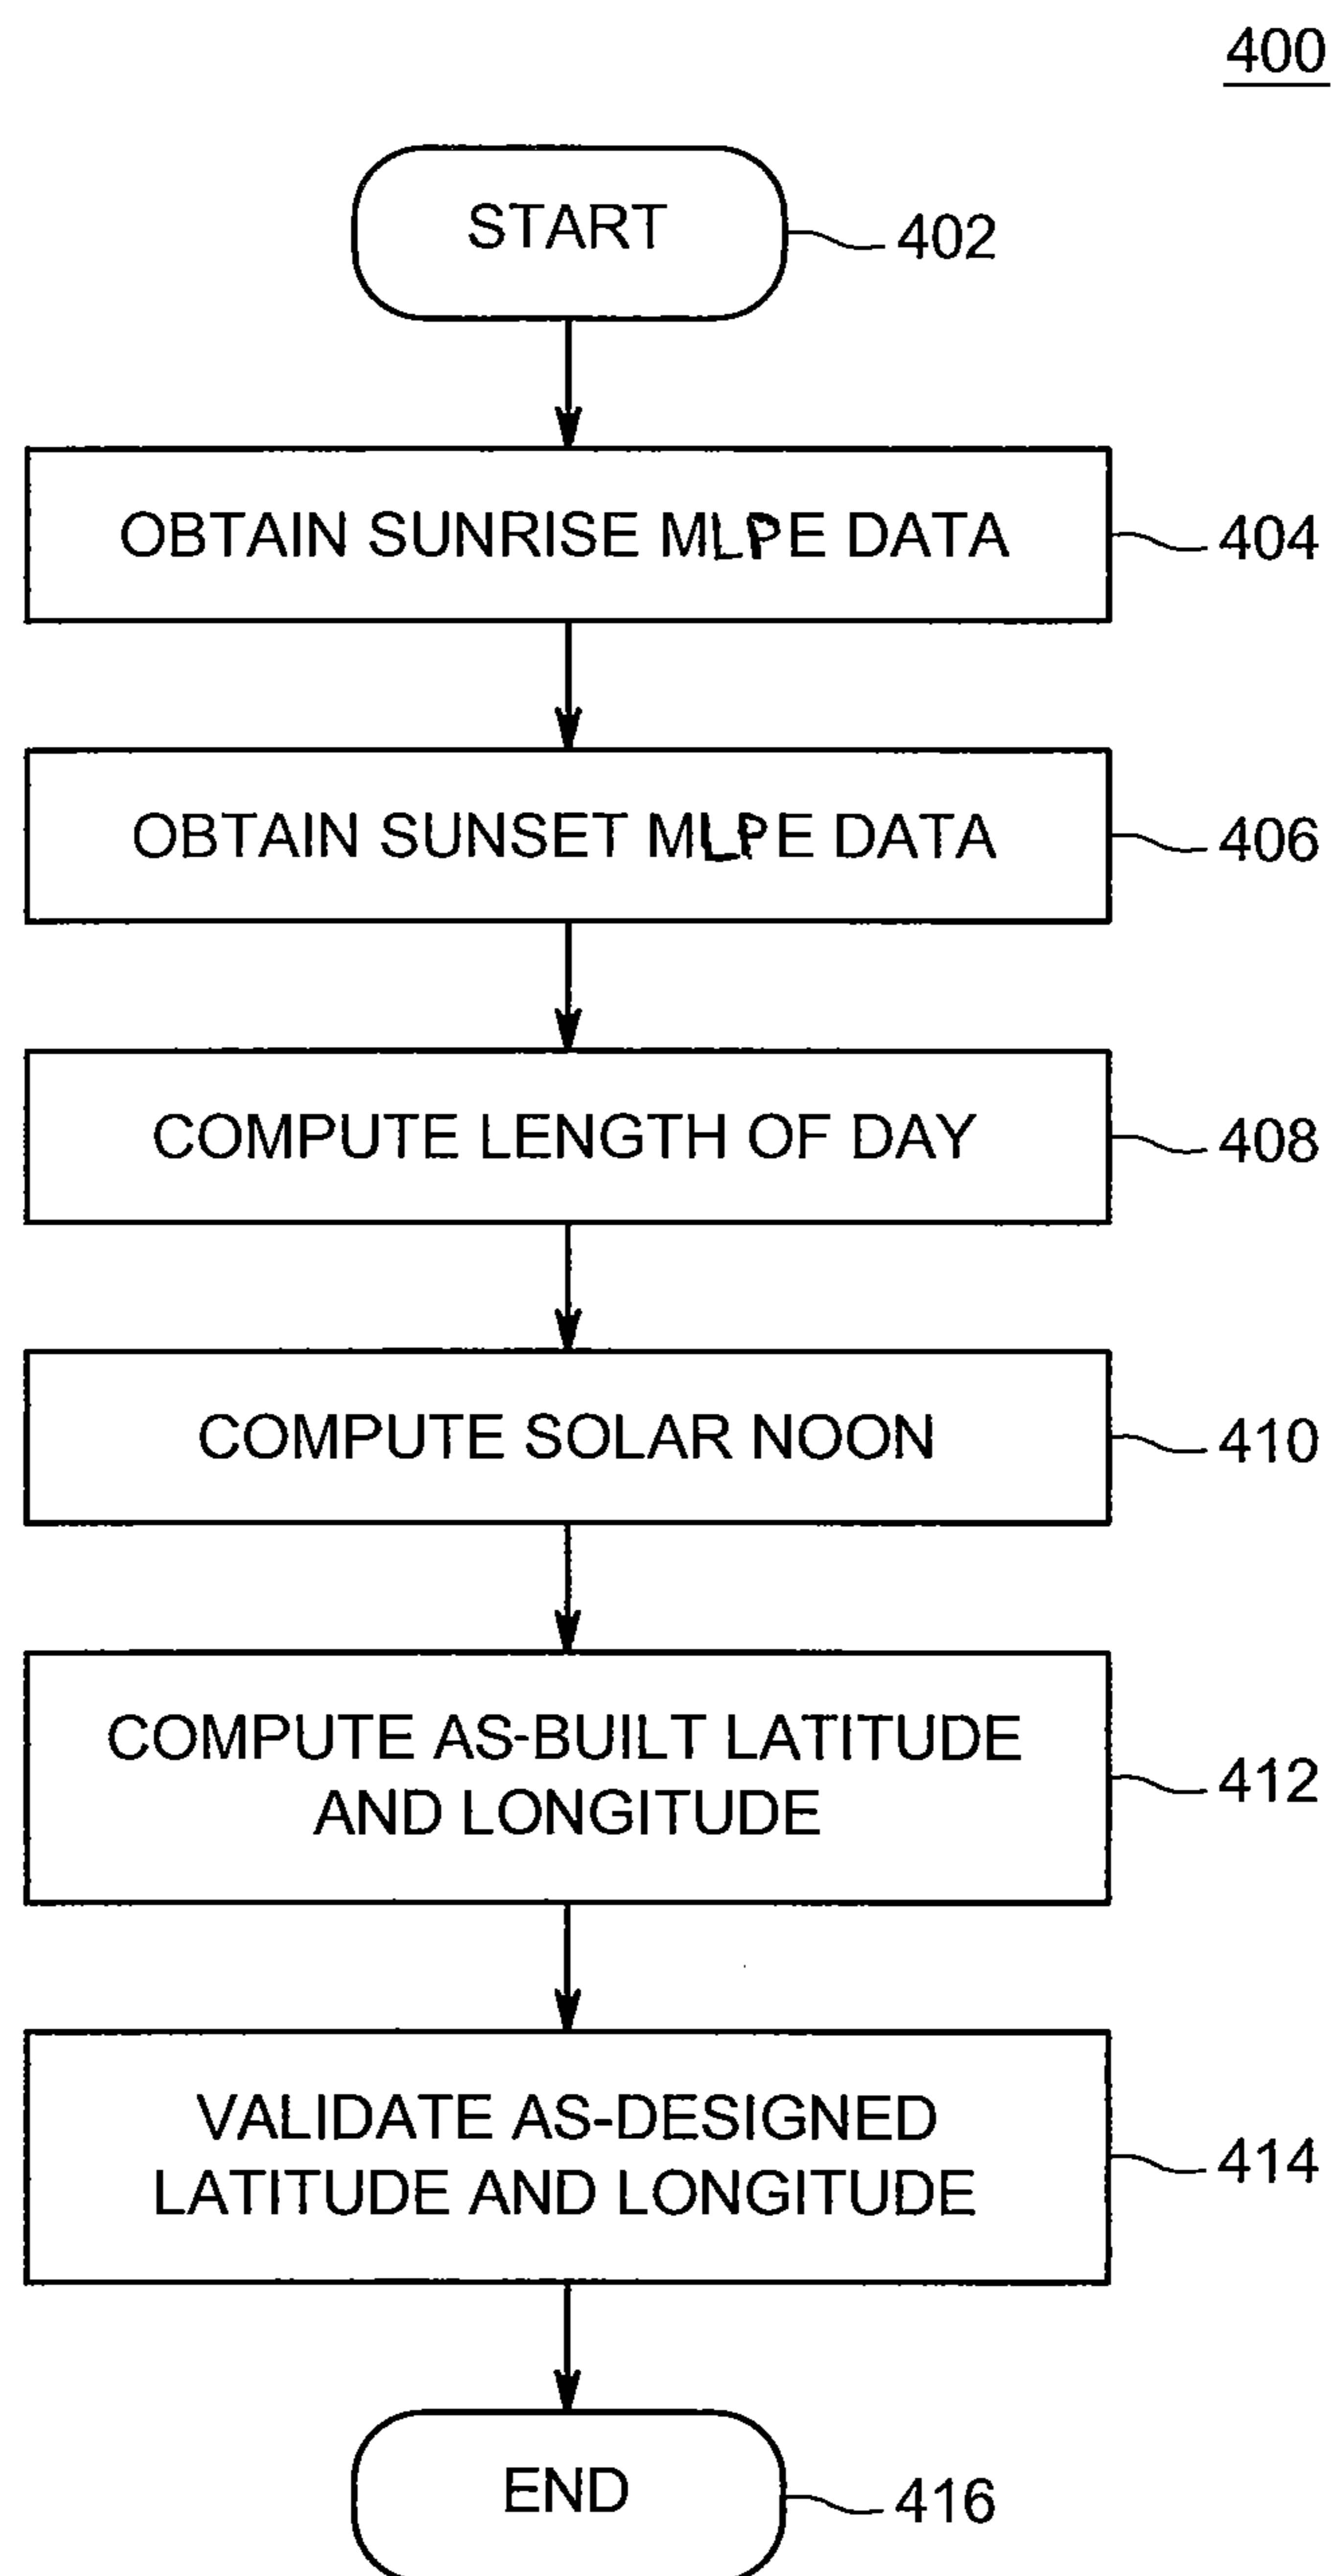 400
START
402
OBTAIN SUNRISE MLPE DATA
404
OBTAIN SUNSET MLPE DATA
406
COMPUTE LENGTH OF DAY
408
COMPUTE SOLAR NOON
410
COMPUTE AS-BUILT LATITUDE
AND LONGITUDE
412
VALIDATE AS-DESIGNED
LATITUDE AND LONGITUDE
414
END
416